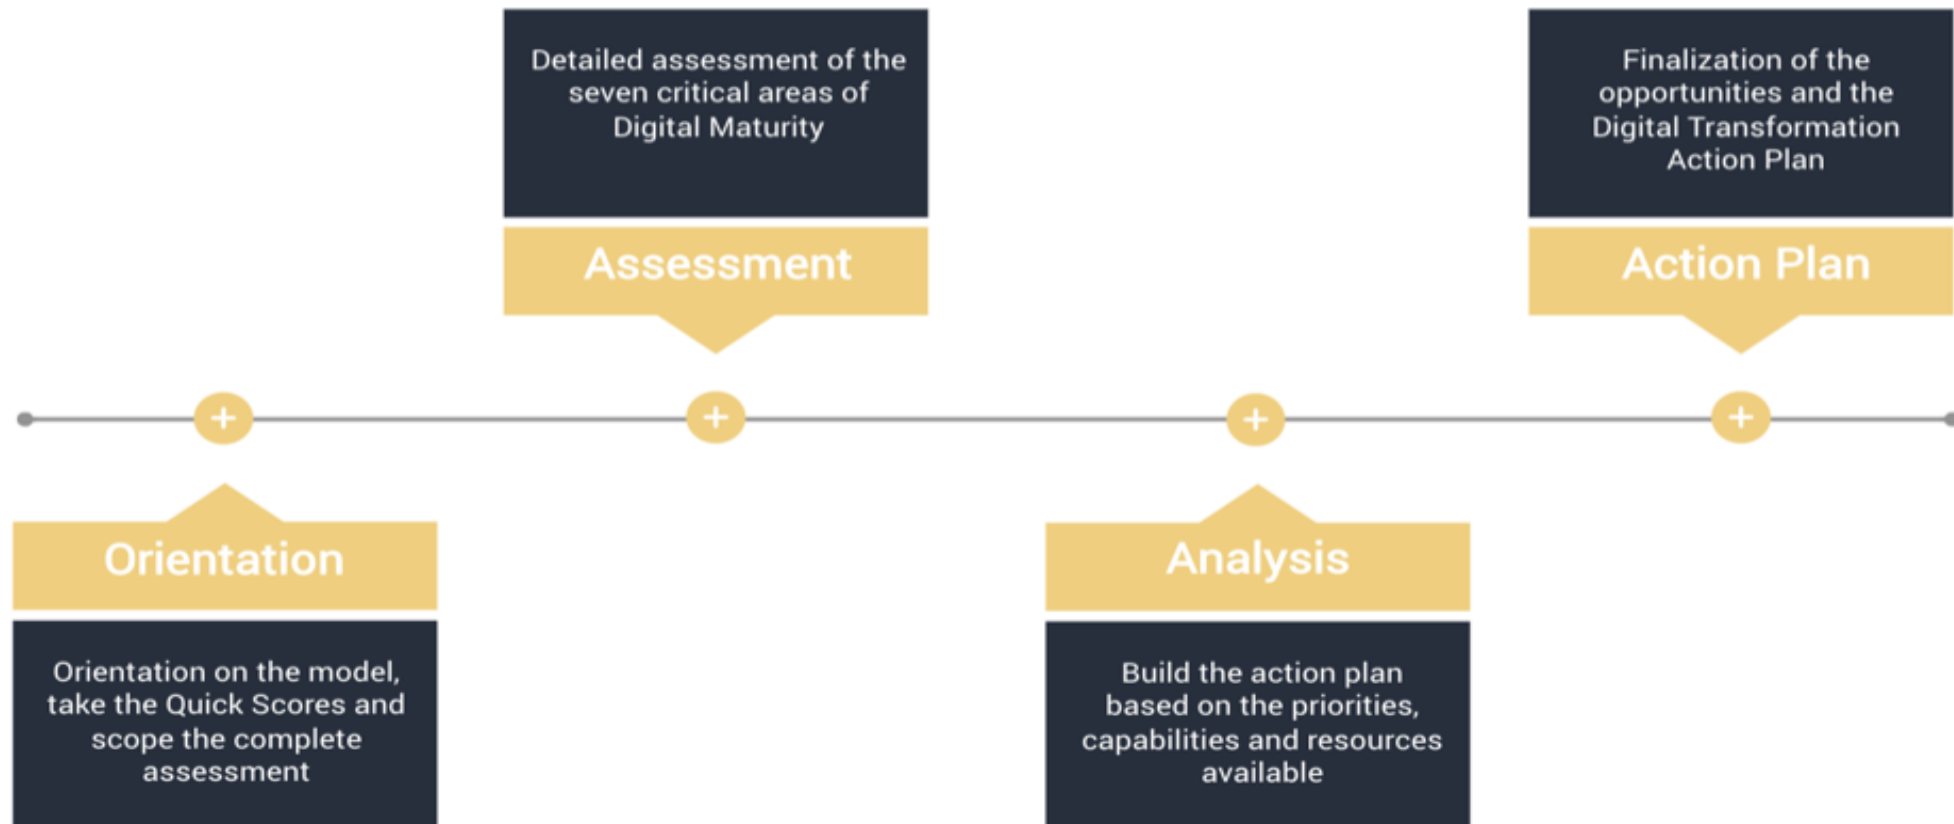 Detailed assessment of the
seven critical areas of
Digital Maturity
Assessment
Finalization of the
opportunities and the
Digital Transformation
Action Plan
Action Plan
Orientation
Orientation on the model,
take the Quick Scores and
scope the complete
assessment
Analysis
Build the action plan
based on the priorities,
capabilities and resources
available